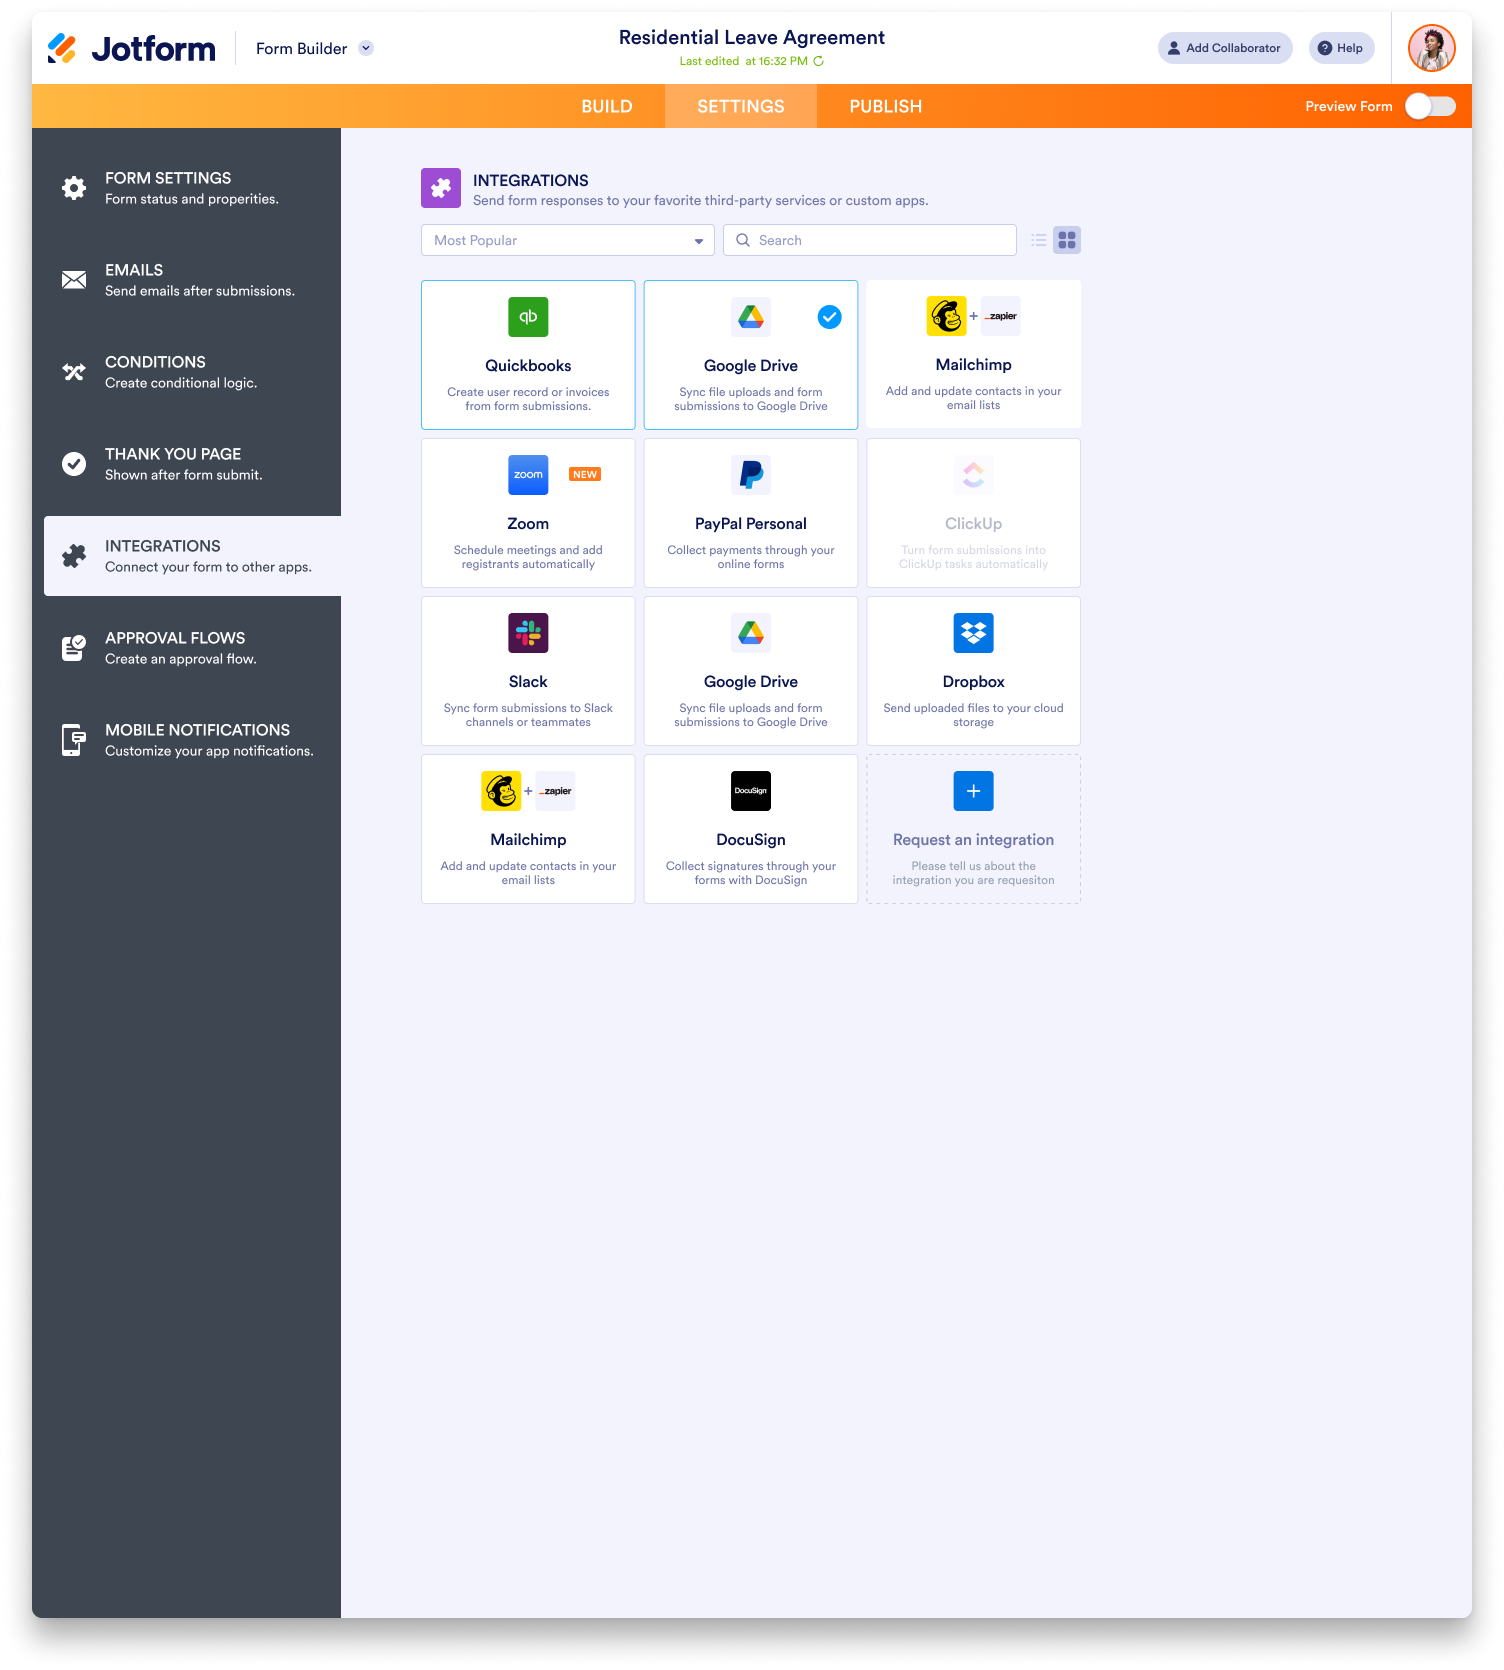 Jotform
Form Builder
Residential Leave Agreement
Last edited at 16:32 PM
Add Collaborator
Help
BUILD
SETTINGS
PUBLISH
Preview Form
FORM SETTINGS
Form status and properities.
EMAILS
Send emails after submissions.
CONDITIONS
Create conditional logic.
THANK YOU PAGE
Shown after form submit.
INTEGRATIONS
Connect your form to other apps.
APPROVAL FLOWS
Create an approval flow.
MOBILE NOTIFICATIONS
Customize your app notifications.
INTEGRATIONS
Send form responses to your favorite third-party services or custom apps.
Most Popular
Search
qb
Quickbooks
Create user record or invoices
from form submissions.
Google Drive
Sync file uploads and form
submissions to Google Drive
+ zapier
Mailchimp
Add and update contacts in your
email lists
zoom
NEW
Zoom
Schedule meetings and add
registrants automatically
PayPal Personal
Collect payments through your
online forms
ClickUp
Turn form submissions into
ClickUp tasks automatically
Slack
Sync form submissions to Slack
channels or teammates
Google Drive
Sync file uploads and form
submissions to Google Drive
Dropbox
Send uploaded files to your cloud
storage
+ zapier
Mailchimp
Add and update contacts in your
email lists
DocuSign
DocuSign
Collect signatures through your
forms with DocuSign
Request an integration
Please tell us about the
integration you are requesiton